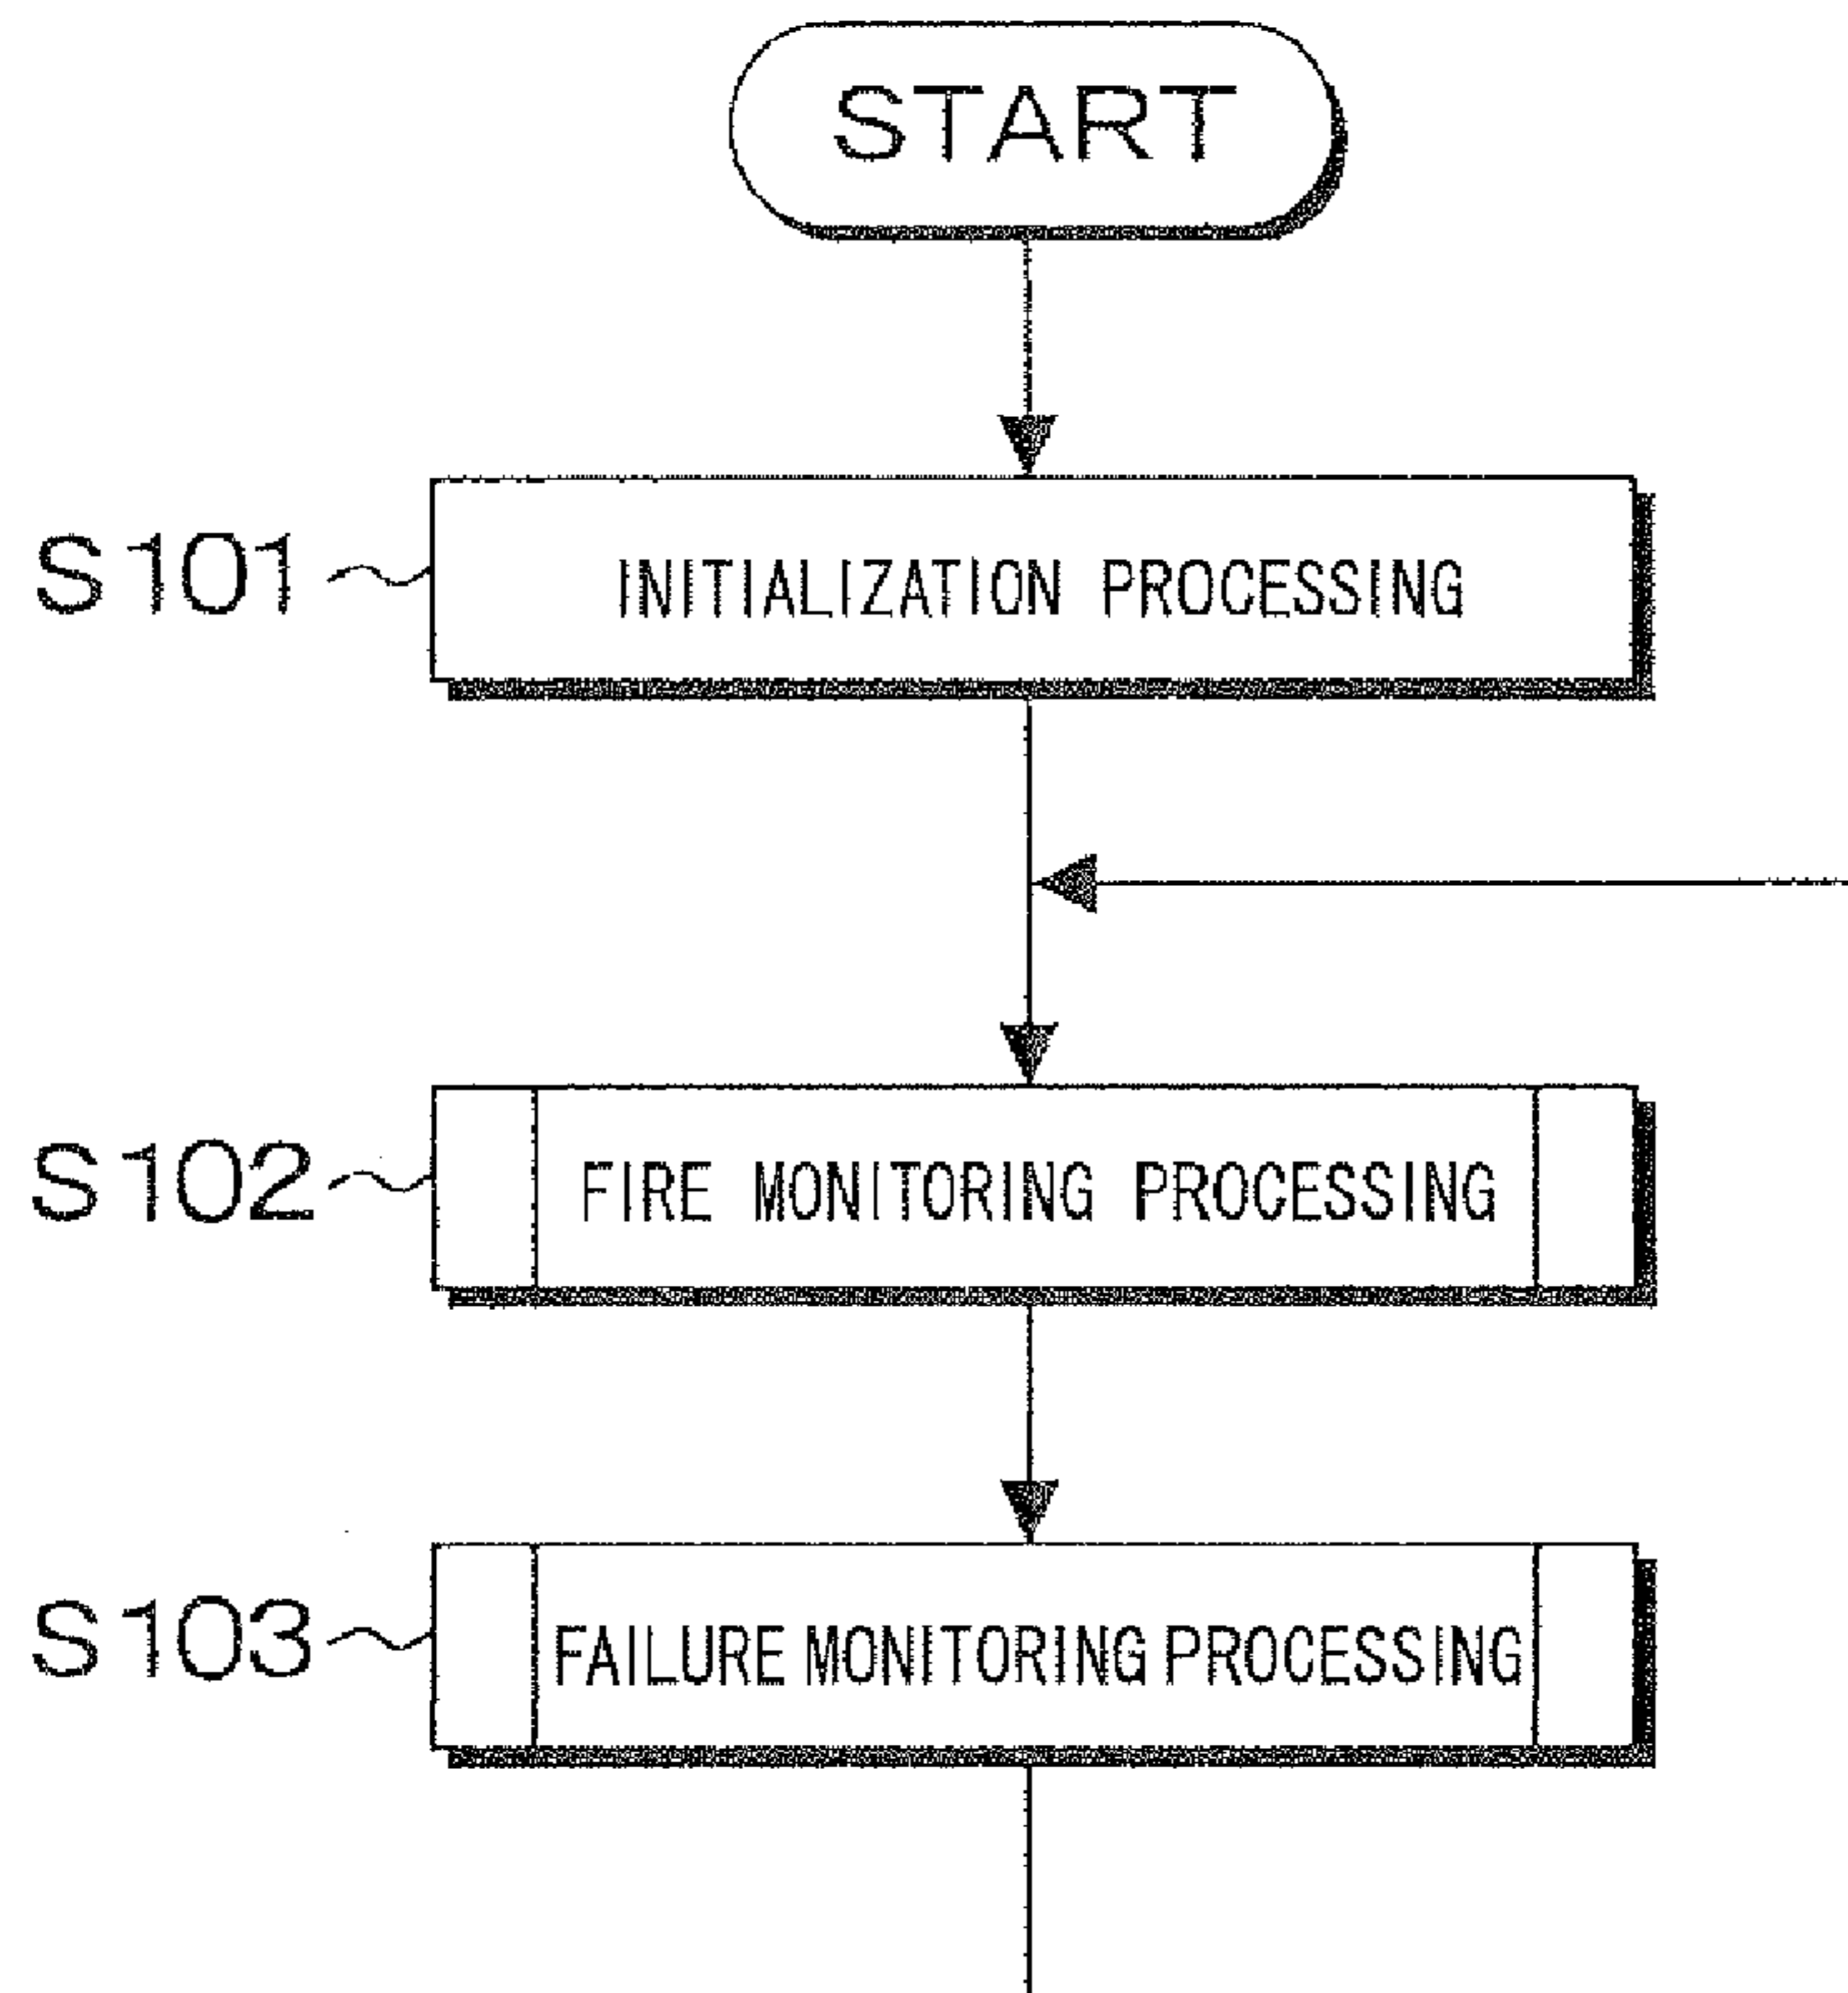 START
S101 INITIALIZATION PROCESSING
S102 FIRE MONITORING PROCESSING
S103 FAILURE MONITORING PROCESSING